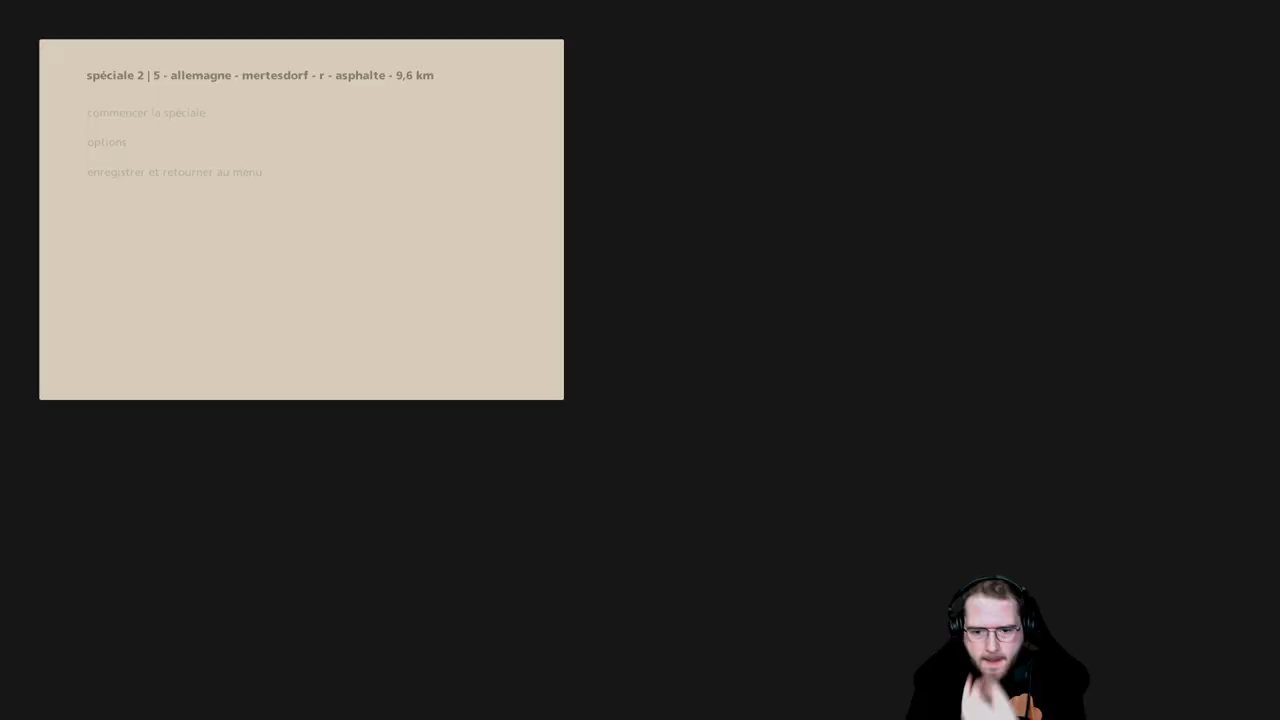 spéciale 2 | 5 - allemagne - mertesdorf - r - asphalte - 9,6 km
commencer la spéciale
options
enregistrer et retourner au menu